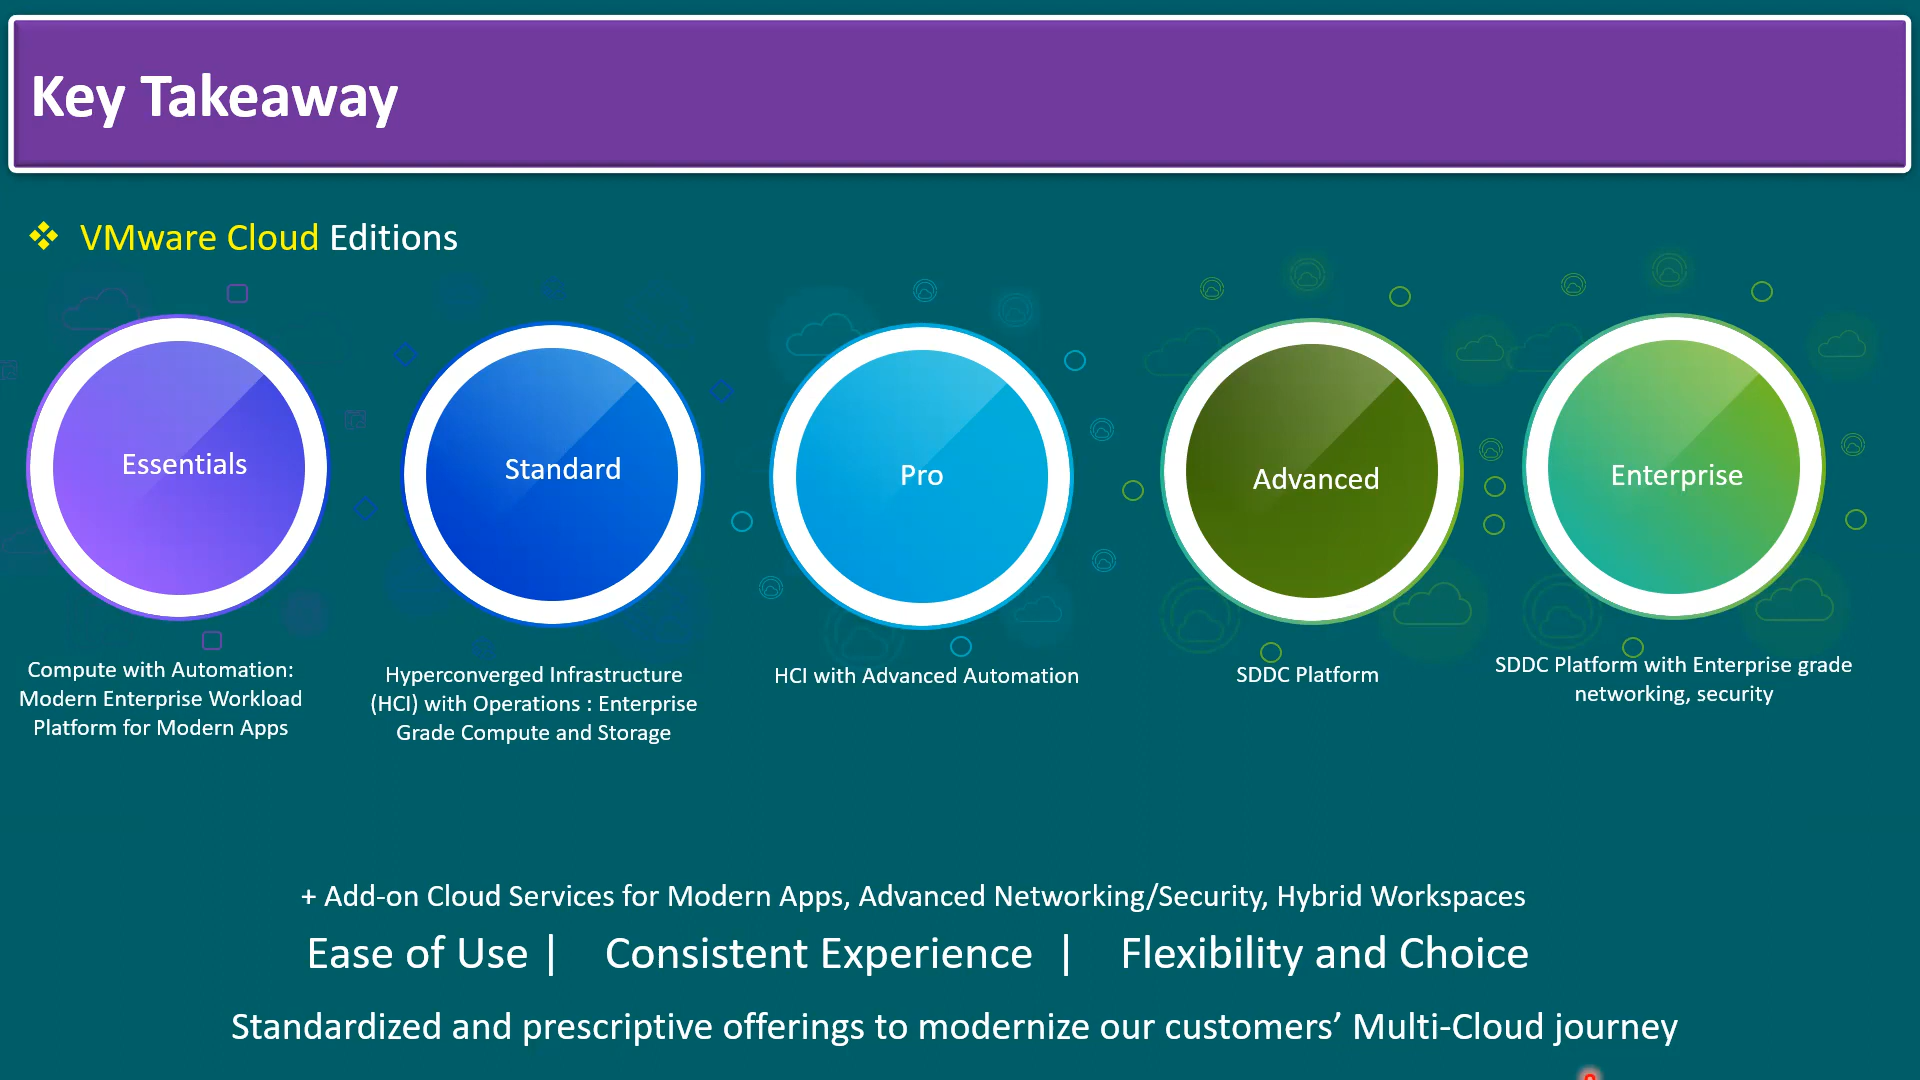 Key Takeaway
❖ VMware Cloud Editions
Essentials
Standard
Pro
Advanced
Enterprise
Compute with Automation:
Modern Enterprise Workload
Platform for Modern Apps
Hyperconverged Infrastructure
(HCI) with Operations : Enterprise
Grade Compute and Storage
HCI with Advanced Automation
SDDC Platform
SDDC Platform with Enterprise grade
networking, security
+ Add-on Cloud Services for Modern Apps, Advanced Networking/Security, Hybrid Workspaces
Ease of Use | Consistent Experience | Flexibility and Choice
Standardized and prescriptive offerings to modernize our customers’ Multi-Cloud journey